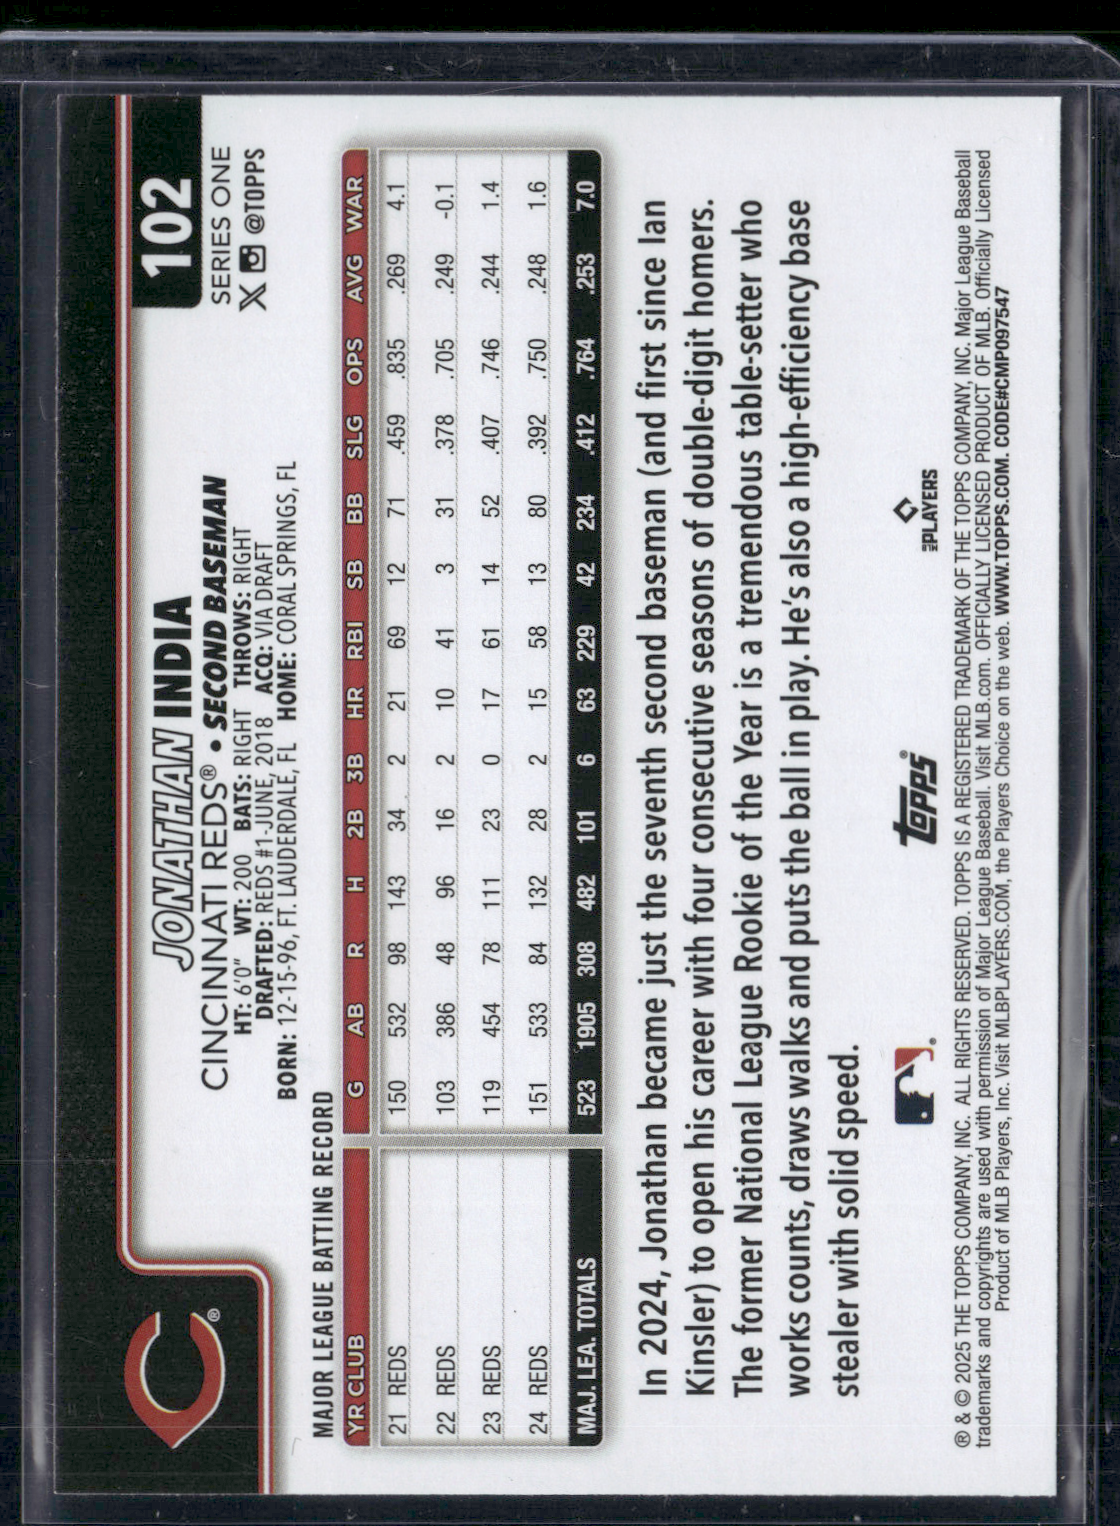 102
SERIES ONE
@TOPPS
JONATHAN INDIA
CINCINNATI REDS® • SECOND BASEMAN
HT: 6'0" WT: 200 BATS: RIGHT THROWS: RIGHT
DRAFTED: REDS #1-JUNE, 2018 ACQ: VIA DRAFT
BORN: 12-15-96, FT. LAUDERDALE, FL HOME: CORAL SPRINGS, FL
C ®
MAJOR LEAGUE BATTING RECORD
YR CLUB G AB R H 2B 3B HR RBI SB BB SLG OPS AVG WAR
21 REDS 150 532 98 143 34 2 21 69 12 71 .459 .835 .269 4.1
22 REDS 103 386 48 96 16 2 10 41 3 31 .378 .705 .249 -0.1
23 REDS 119 454 78 111 23 0 17 61 14 52 .407 .746 .244 1.4
24 REDS 151 533 84 132 28 2 15 58 13 80 .392 .750 .248 1.6
MAJ. LEA. TOTALS 523 1905 308 482 101 6 63 229 42 234 .412 .764 .253 7.0
In 2024, Jonathan became just the seventh second baseman (and first since Ian
Kinsler) to open his career with four consecutive seasons of double-digit homers.
The former National League Rookie of the Year is a tremendous table-setter who
works counts, draws walks and puts the ball in play. He's also a high-efficiency base
stealer with solid speed.
® TOPPS® MLB PLAYERS
® & © 2025 THE TOPPS COMPANY, INC. ALL RIGHTS RESERVED. TOPPS IS A REGISTERED TRADEMARK OF THE TOPPS COMPANY, INC. Major League Baseball
trademarks and copyrights are used with permission of Major League Baseball. Visit MLB.com. OFFICIALLY LICENSED PRODUCT OF MLB. Officially Licensed
Product of MLB Players, Inc. Visit MLBPLAYERS.COM, the Players Choice on the web. WWW.TOPPS.COM. CODE#CMP097547